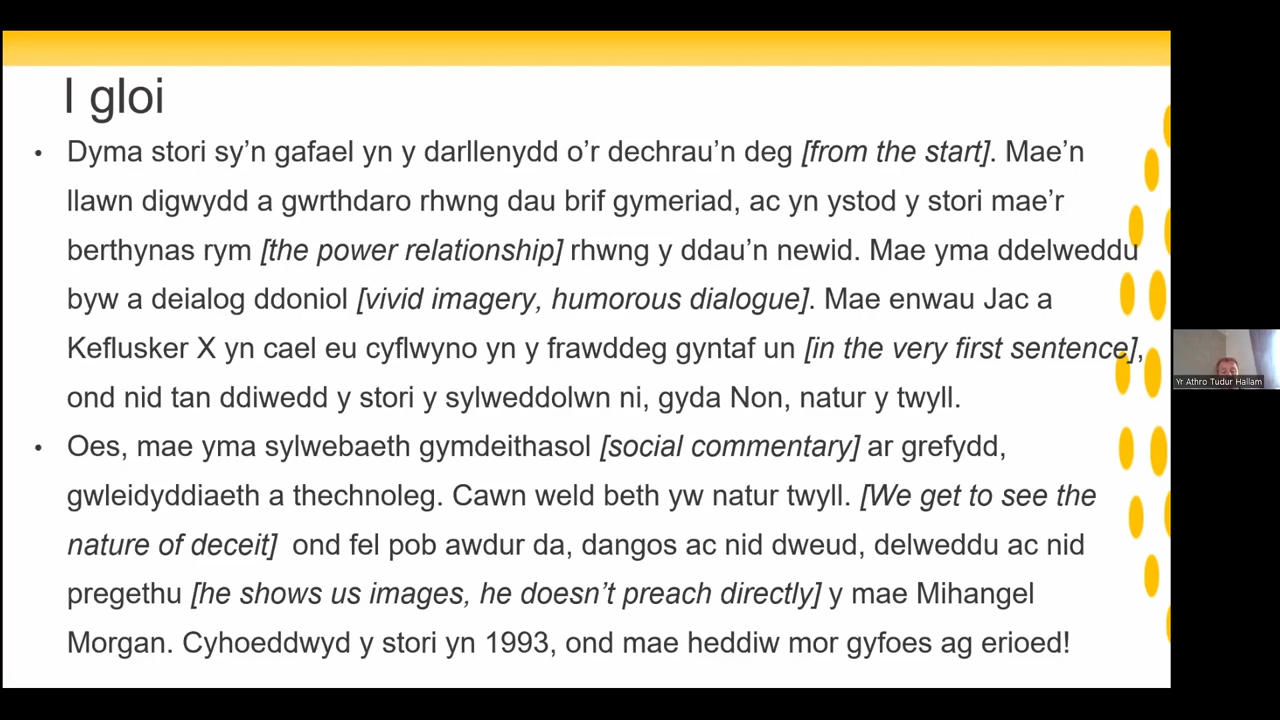 I gloi
• Dyma stori sy’n gafael yn y darllenydd o’r dechrau’n deg [from the start]. Mae’n
llawn digwydd a gwrthdaro rhwng dau brif gymeriad, ac yn ystod y stori mae’r
berthynas rym [the power relationship] rhwng y ddau’n newid. Mae yma ddelweddu
byw a deialog ddoniol [vivid imagery, humorous dialogue]. Mae enwau Jac a
Keflusker X yn cael eu cyflwyno yn y frawddeg gyntaf un [in the very first sentence],
ond nid tan ddiwedd y stori y sylweddolwn ni, gyda Non, natur y twyll.
• Oes, mae yma sylwebaeth gymdeithasol [social commentary] ar grefydd,
gwleidyddiaeth a thechnoleg. Cawn weld beth yw natur twyll. [We get to see the
nature of deceit] ond fel pob awdur da, dangos ac nid dweud, delweddu ac nid
pregethu [he shows us images, he doesn’t preach directly] y mae Mihangel
Morgan. Cyhoeddwyd y stori yn 1993, ond mae heddiw mor gyfoes ag erioed!
Yr Athro Tudur Hallam